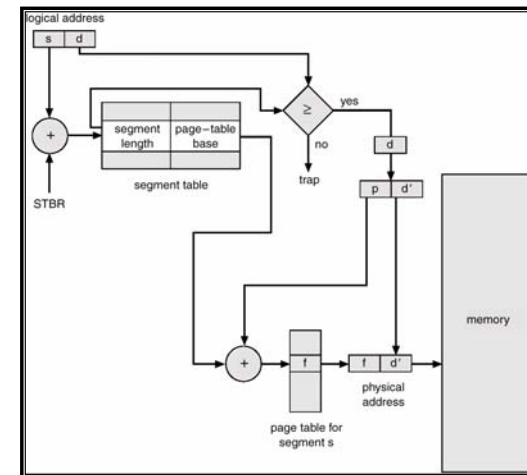 logical address
s d
≥
yes
no
trap
+
segment length
page–table base
segment table
STBR
d
p d'
memory
+
f
f d'
physical address
page table for segment s